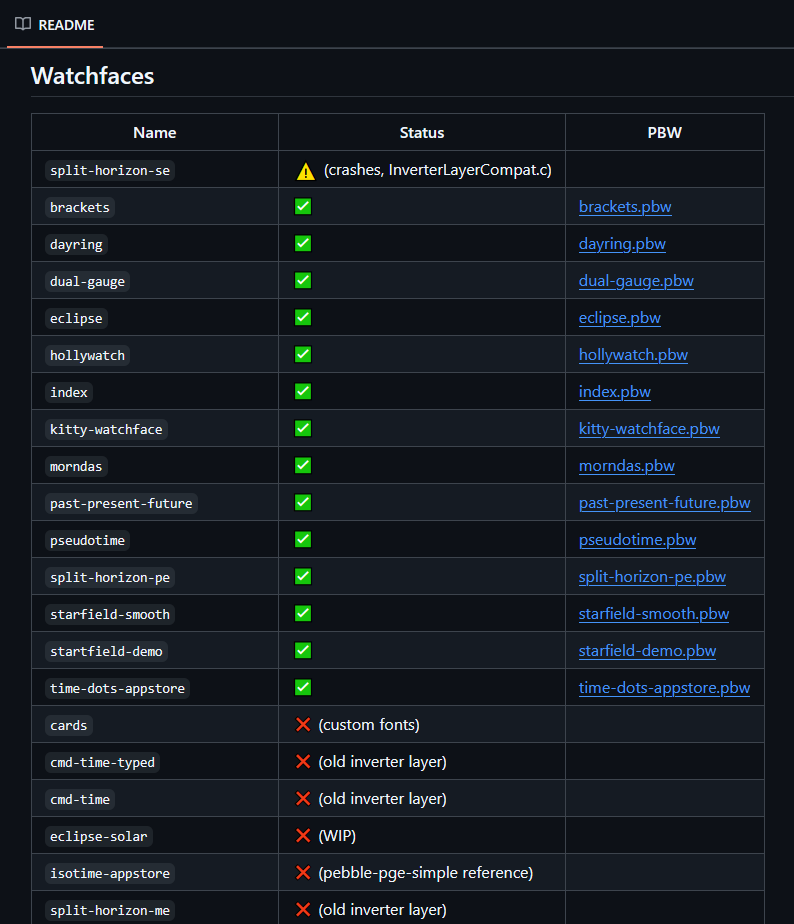 README
Watchfaces
Name Status PBW
split-horizon-se ⚠️ (crashes, InverterLayerCompat.c)
brackets ✅ brackets.pbw
dayring ✅ dayring.pbw
dual-gauge ✅ dual-gauge.pbw
eclipse ✅ eclipse.pbw
hollywatch ✅ hollywatch.pbw
index ✅ index.pbw
kitty-watchface ✅ kitty-watchface.pbw
morndas ✅ morndas.pbw
past-present-future ✅ past-present-future.pbw
pseudotime ✅ pseudotime.pbw
split-horizon-pe ✅ split-horizon-pe.pbw
starfield-smooth ✅ starfield-smooth.pbw
startfield-demo ✅ starfield-demo.pbw
time-dots-appstore ✅ time-dots-appstore.pbw
cards ❌ (custom fonts)
cmd-time-typed ❌ (old inverter layer)
cmd-time ❌ (old inverter layer)
eclipse-solar ❌ (WIP)
isotime-appstore ❌ (pebble-pge-simple reference)
split-horizon-me ❌ (old inverter layer)